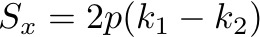 $S_x = 2p(k_1 - k_2)$